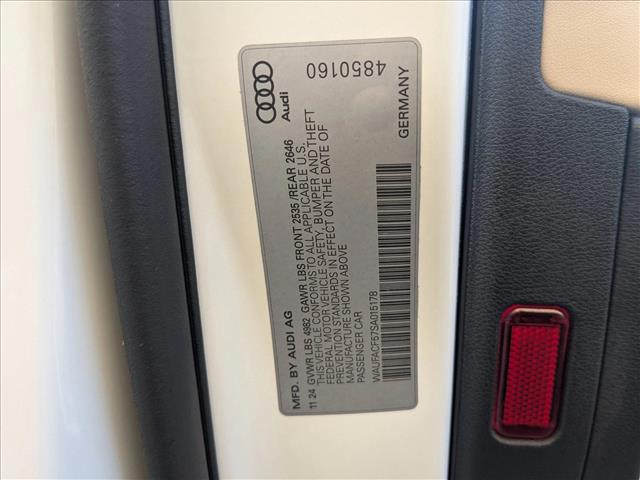 Audi
4850160
MFD. BY AUDI AG
GERMANY
11 24 GVWR LBS 4982 GAWR LBS FRONT 2535 /REAR 2646
THIS VEHICLE CONFORMS TO ALL APPLICABLE U.S.
FEDERAL MOTOR VEHICLE SAFETY, BUMPER AND THEFT
PREVENTION STANDARDS IN EFFECT ON THE DATE OF
MANUFACTURE SHOWN ABOVE
PASSENGER CAR
WAUFACF57SA015178